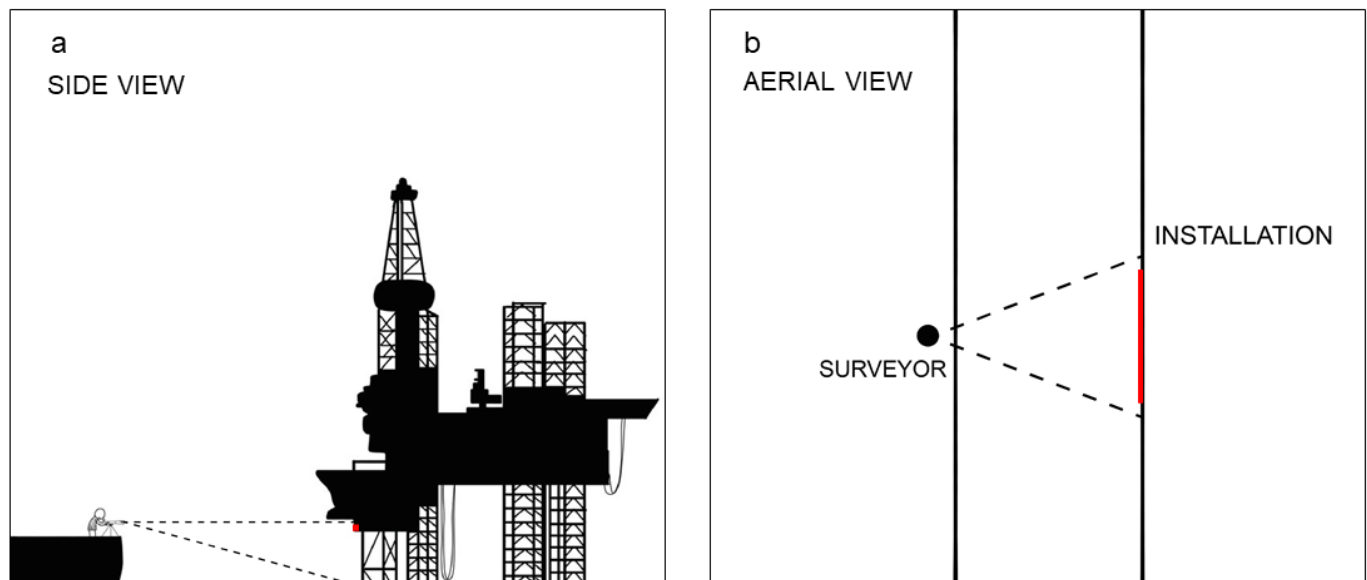 a
SIDE VIEW
b
AERIAL VIEW
INSTALLATION
SURVEYOR